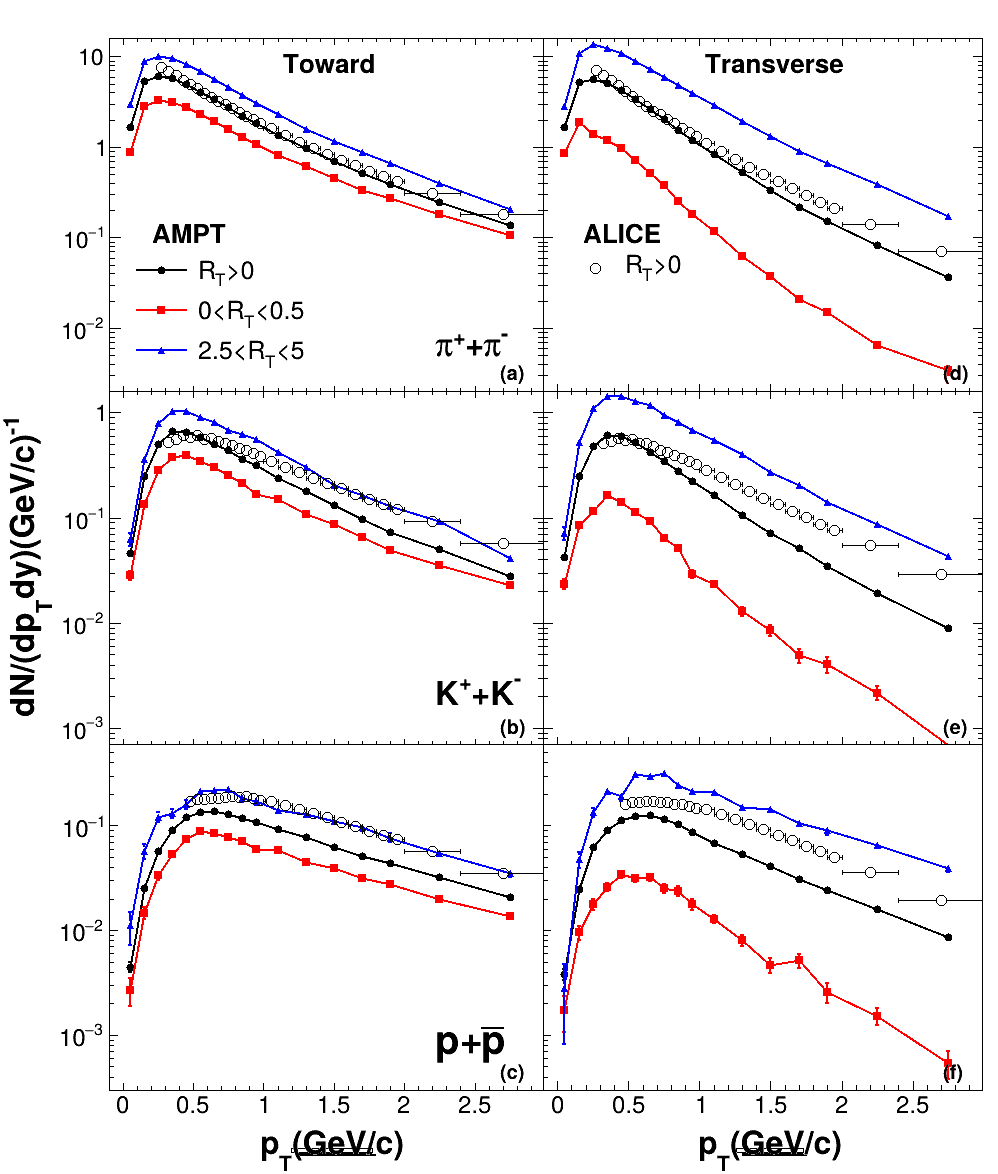 Toward
Transverse
10
1
10⁻¹
10⁻²
AMPT
R_T>0
0<R_T<0.5
2.5<R_T<5
ALICE
R_T>0
π⁺+π⁻
(a)
(d)
dN/(dp_T dy)(GeV/c)⁻¹
1
10⁻¹
10⁻²
10⁻³
K⁺+K⁻
(b)
(e)
10⁻¹
10⁻²
10⁻³
p+p̅
(c)
(f)
0 0.5 1 1.5 2 2.5
0 0.5 1 1.5 2 2.5
p_T(GeV/c)
p_T(GeV/c)